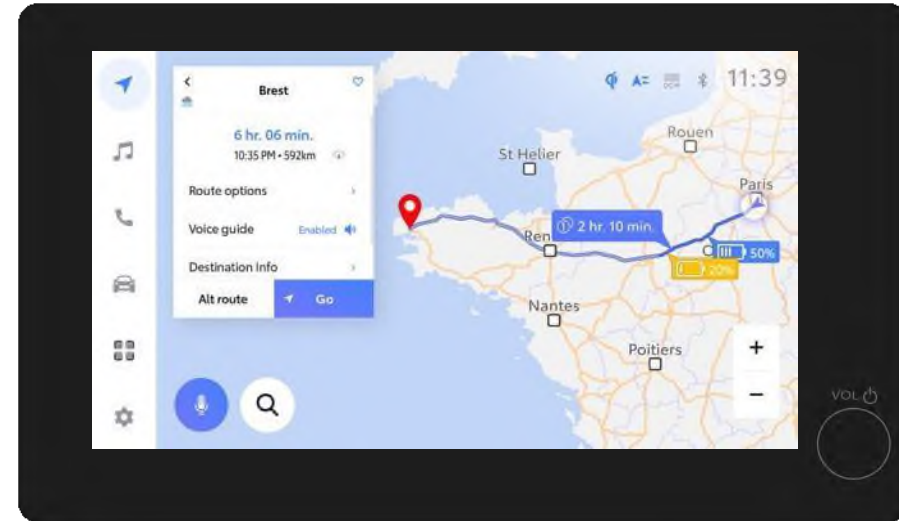 11:39
Brest
6 hr. 06 min.
10:35 PM • 592km
Route options
Voice guide Enabled
Destination Info
Alt route Go
Rouen
St Helier
Paris
2 hr. 10 min.
Ren
50%
20%
Nantes
Poitiers
+
−
VOL